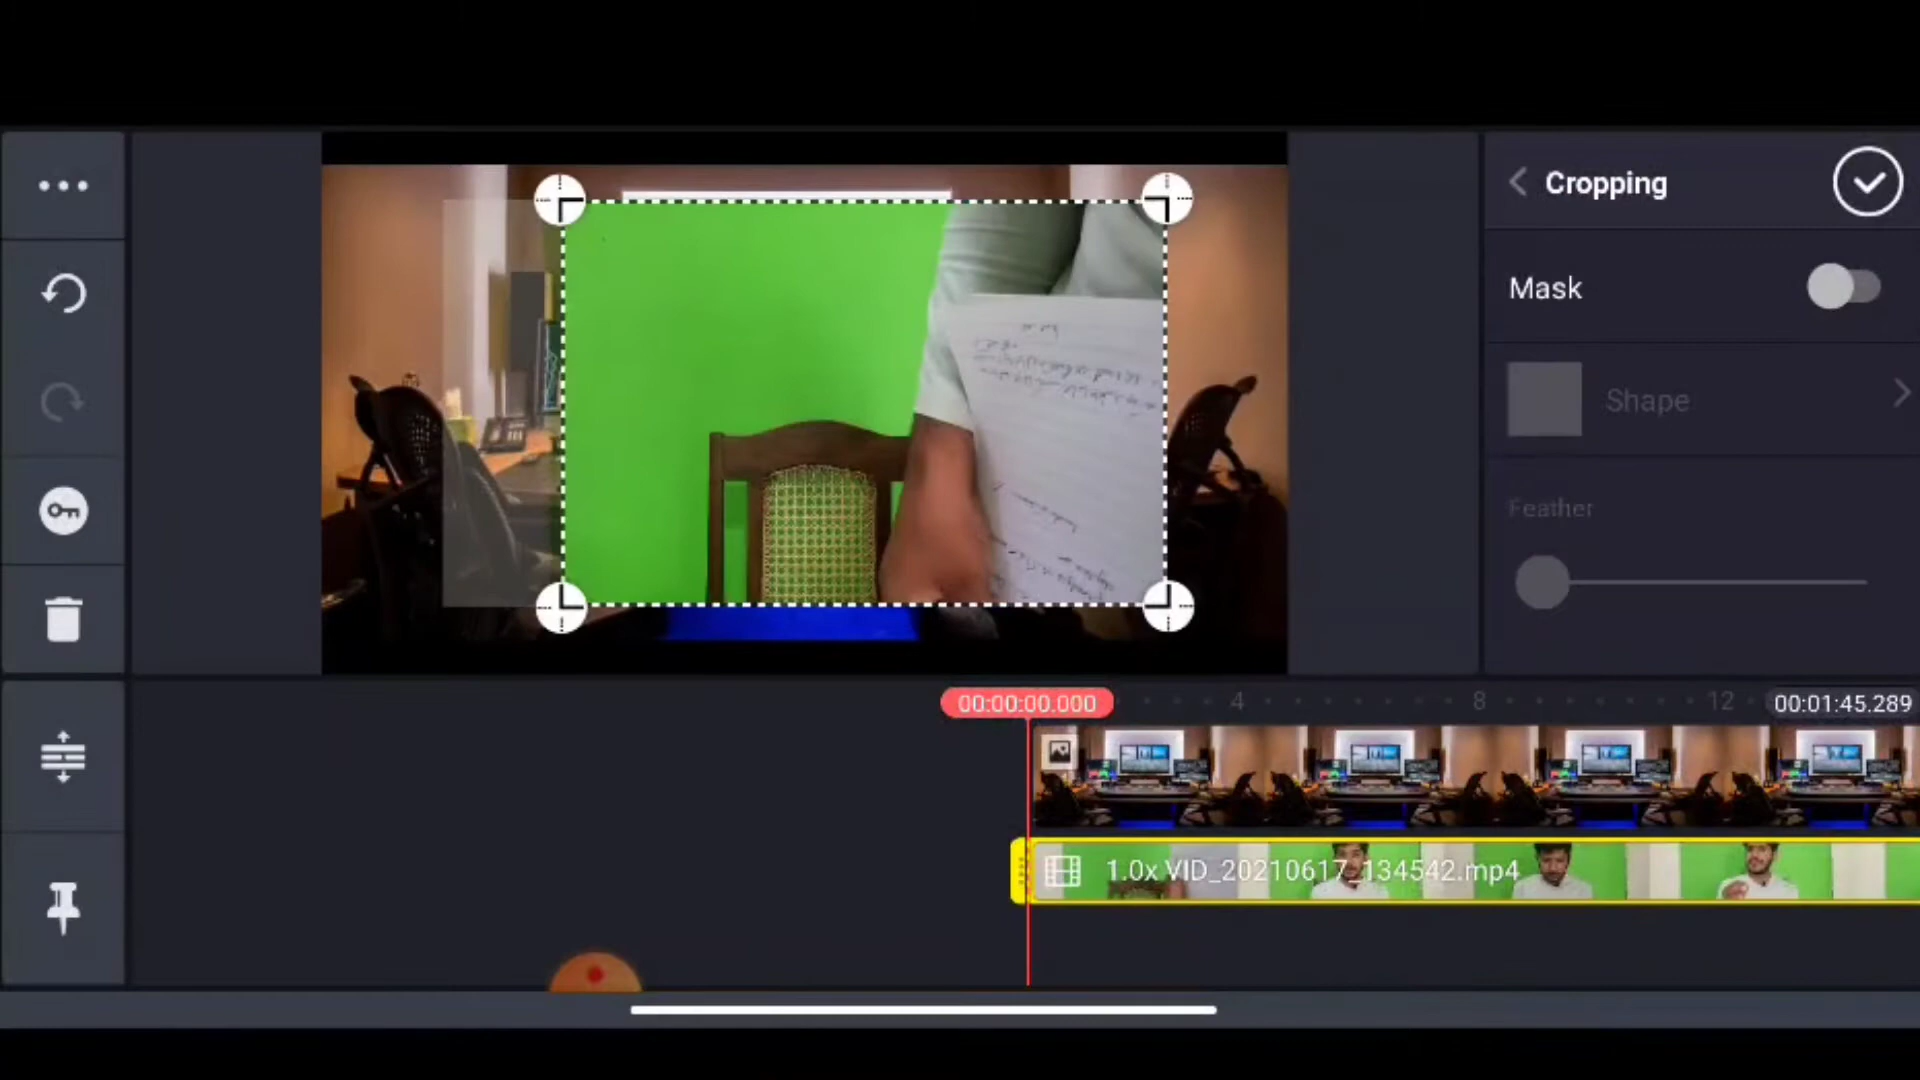 Cropping
Mask
Shape
Feather
00:00:00.000
4
8
12
00:01:45.289
1.0x VID_20210617_134542.mp4